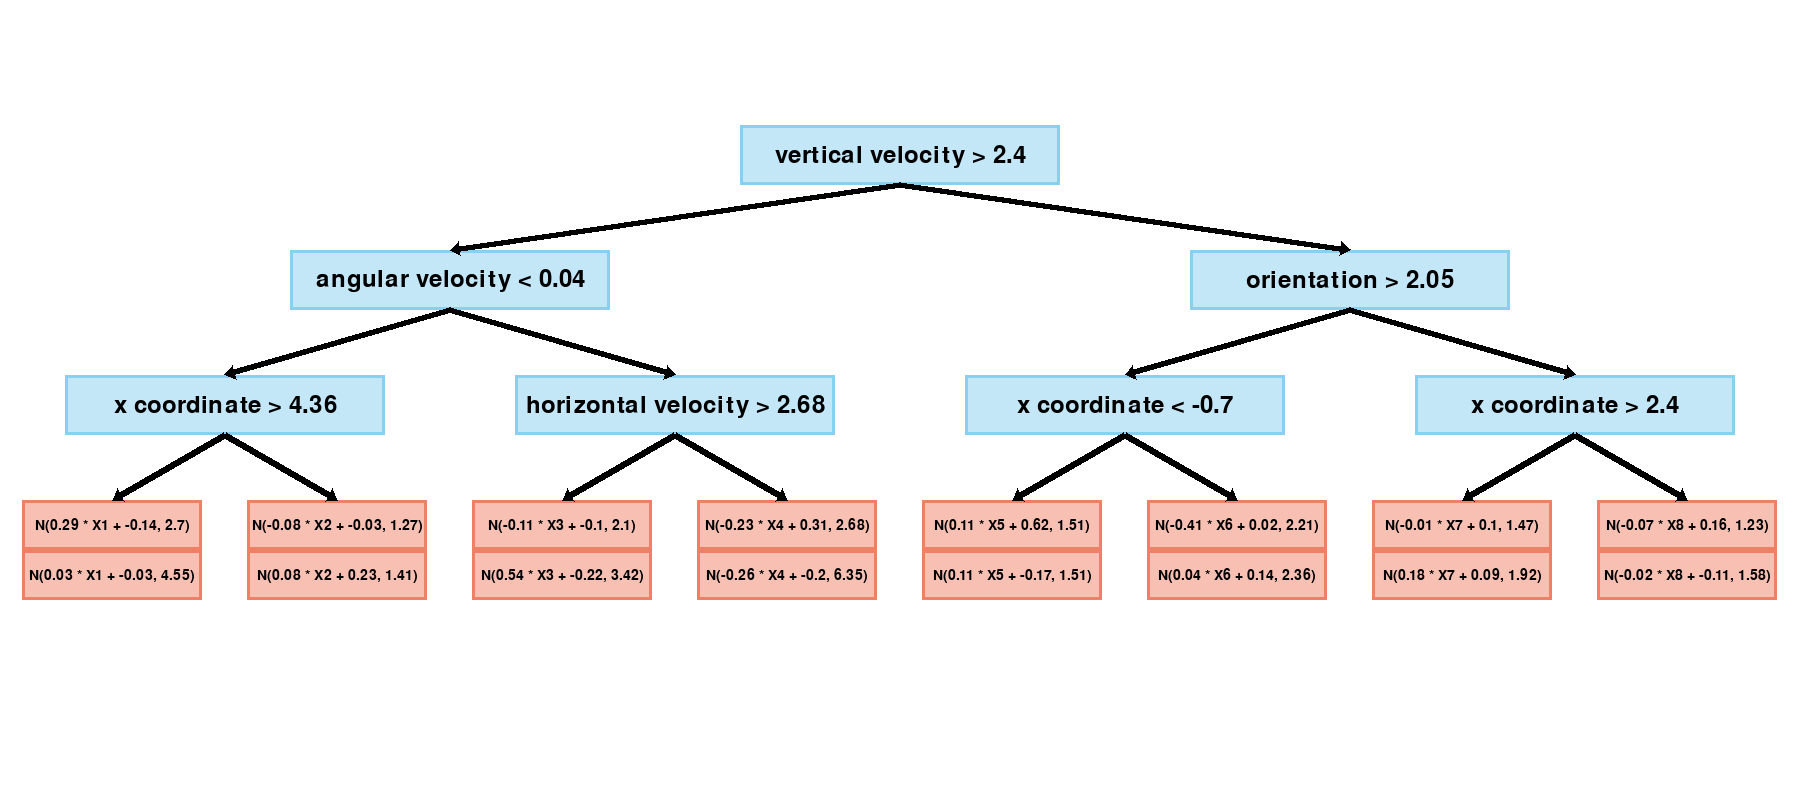 vertical velocity > 2.4
angular velocity < 0.04
orientation > 2.05
x coordinate > 4.36
horizontal velocity > 2.68
x coordinate < -0.7
x coordinate > 2.4
N(0.29 * X1 + -0.14, 2.7)
N(-0.08 * X2 + -0.03, 1.27)
N(-0.11 * X3 + -0.1, 2.1)
N(-0.23 * X4 + 0.31, 2.68)
N(0.11 * X5 + 0.62, 1.51)
N(-0.41 * X6 + 0.02, 2.21)
N(-0.01 * X7 + 0.1, 1.47)
N(-0.07 * X8 + 0.16, 1.23)
N(0.03 * X1 + -0.03, 4.55)
N(0.08 * X2 + 0.23, 1.41)
N(0.54 * X3 + -0.22, 3.42)
N(-0.26 * X4 + -0.2, 6.35)
N(0.11 * X5 + -0.17, 1.51)
N(0.04 * X6 + 0.14, 2.36)
N(0.18 * X7 + 0.09, 1.92)
N(-0.02 * X8 + -0.11, 1.58)